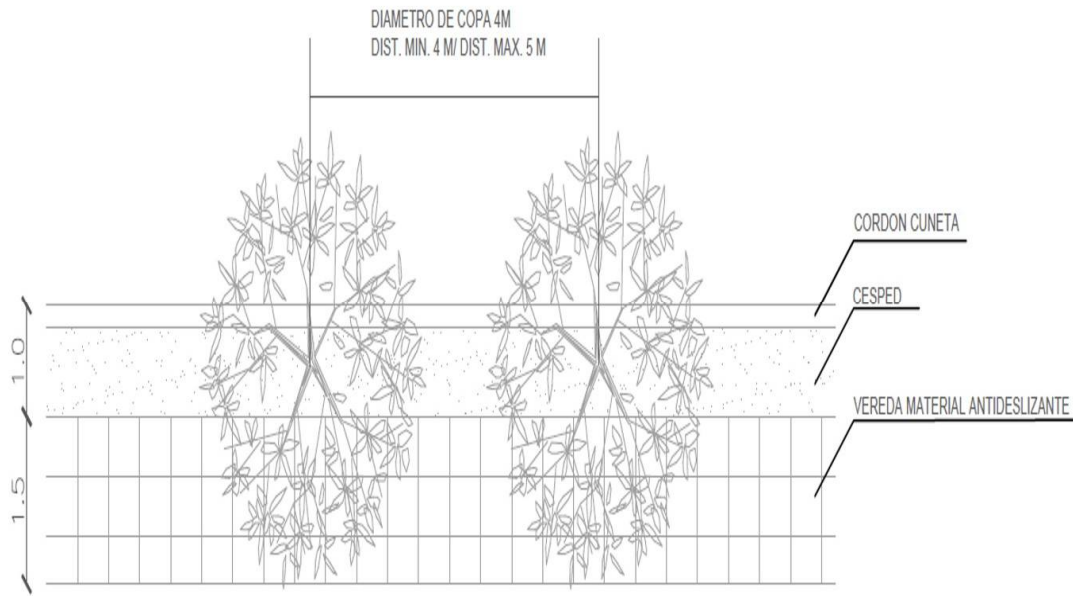 DIAMETRO DE COPA 4M
DIST. MIN. 4 M/ DIST. MAX. 5 M
CORDON CUNETA
CESPED
1.0
VEREDA MATERIAL ANTIDESLIZANTE
1.5